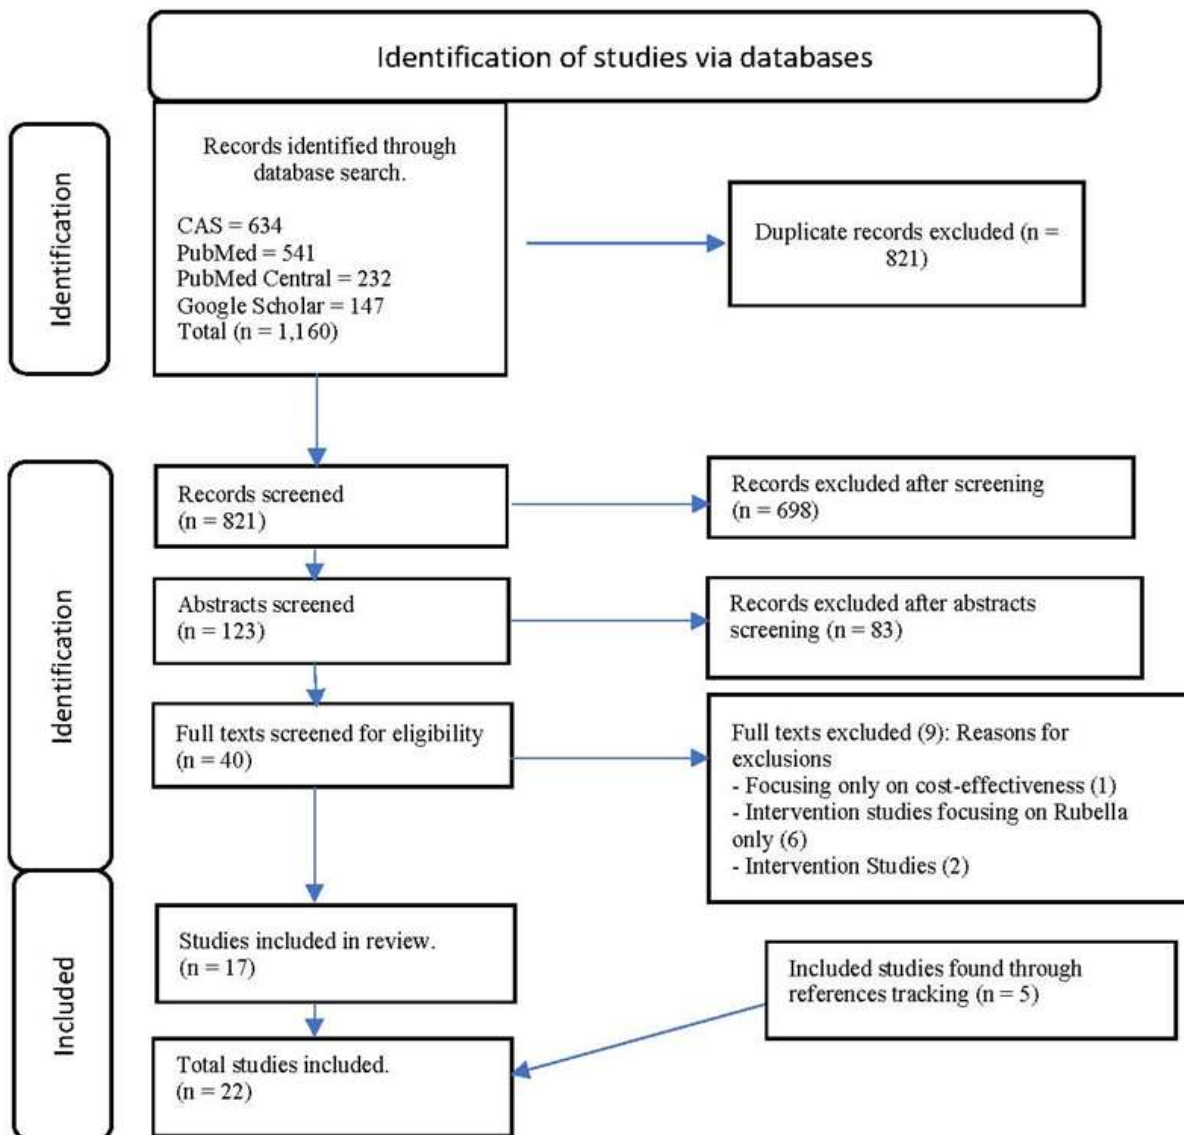 Identification of studies via databases
Identification
Records identified through
database search.
CAS = 634
PubMed = 541
PubMed Central = 232
Google Scholar = 147
Total (n = 1,160)
Duplicate records excluded (n =
821)
Identification
Records screened
(n = 821)
Records excluded after screening
(n = 698)
Abstracts screened
(n = 123)
Records excluded after abstracts
screening (n = 83)
Full texts screened for eligibility
(n = 40)
Full texts excluded (9): Reasons for
exclusions
- Focusing only on cost-effectiveness (1)
- Intervention studies focusing on Rubella
only (6)
- Intervention Studies (2)
Included
Studies included in review.
(n = 17)
Included studies found through
references tracking (n = 5)
Total studies included.
(n = 22)